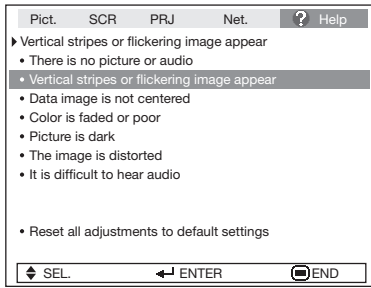 Pict. SCR PRJ Net. ? Help
Vertical stripes or flickering image appear
• There is no picture or audio
• Vertical stripes or flickering image appear
• Data image is not centered
• Color is faded or poor
• Picture is dark
• The image is distorted
• It is difficult to hear audio
• Reset all adjustments to default settings
SEL. ENTER END